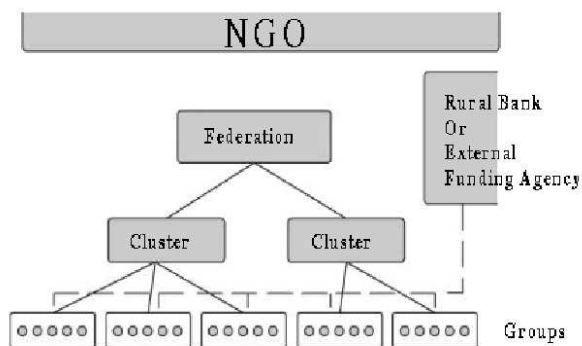 NGO
Rural Bank
Or
External
Funding Agency
Federation
Cluster
Cluster
Groups